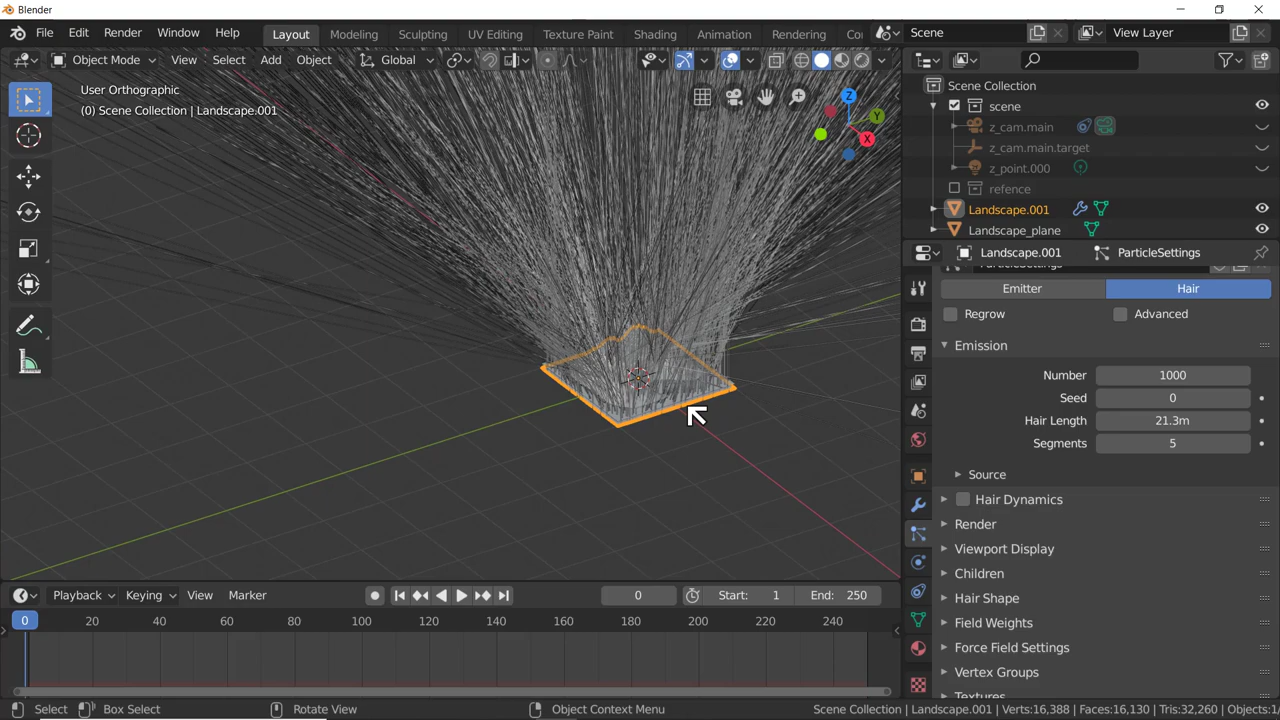 Blender
File Edit Render Window Help
Layout Modeling Sculpting UV Editing Texture Paint Shading Animation Rendering Co
Scene
View Layer
Object Mode View Select Add Object Global
User Orthographic
(0) Scene Collection | Landscape.001
Z
Y
X
Scene Collection
scene
z_cam.main
z_cam.main.target
z_point.000
refence
Landscape.001
Landscape_plane
Landscape.001 ParticleSettings
ParticleSettings
Emitter Hair
Regrow Advanced
Emission
Number 1000
Seed 0
Hair Length 21.3m
Segments 5
Source
Hair Dynamics
Render
Viewport Display
Children
Hair Shape
Field Weights
Force Field Settings
Vertex Groups
Textures
Playback Keying View Marker 0 Start: 1 End: 250
0 20 40 60 80 100 120 140 160 180 200 220 240
Select Box Select Rotate View Object Context Menu Scene Collection | Landscape.001 | Verts:16,388 | Faces:16,130 | Tris:32,260 | Objects:1/